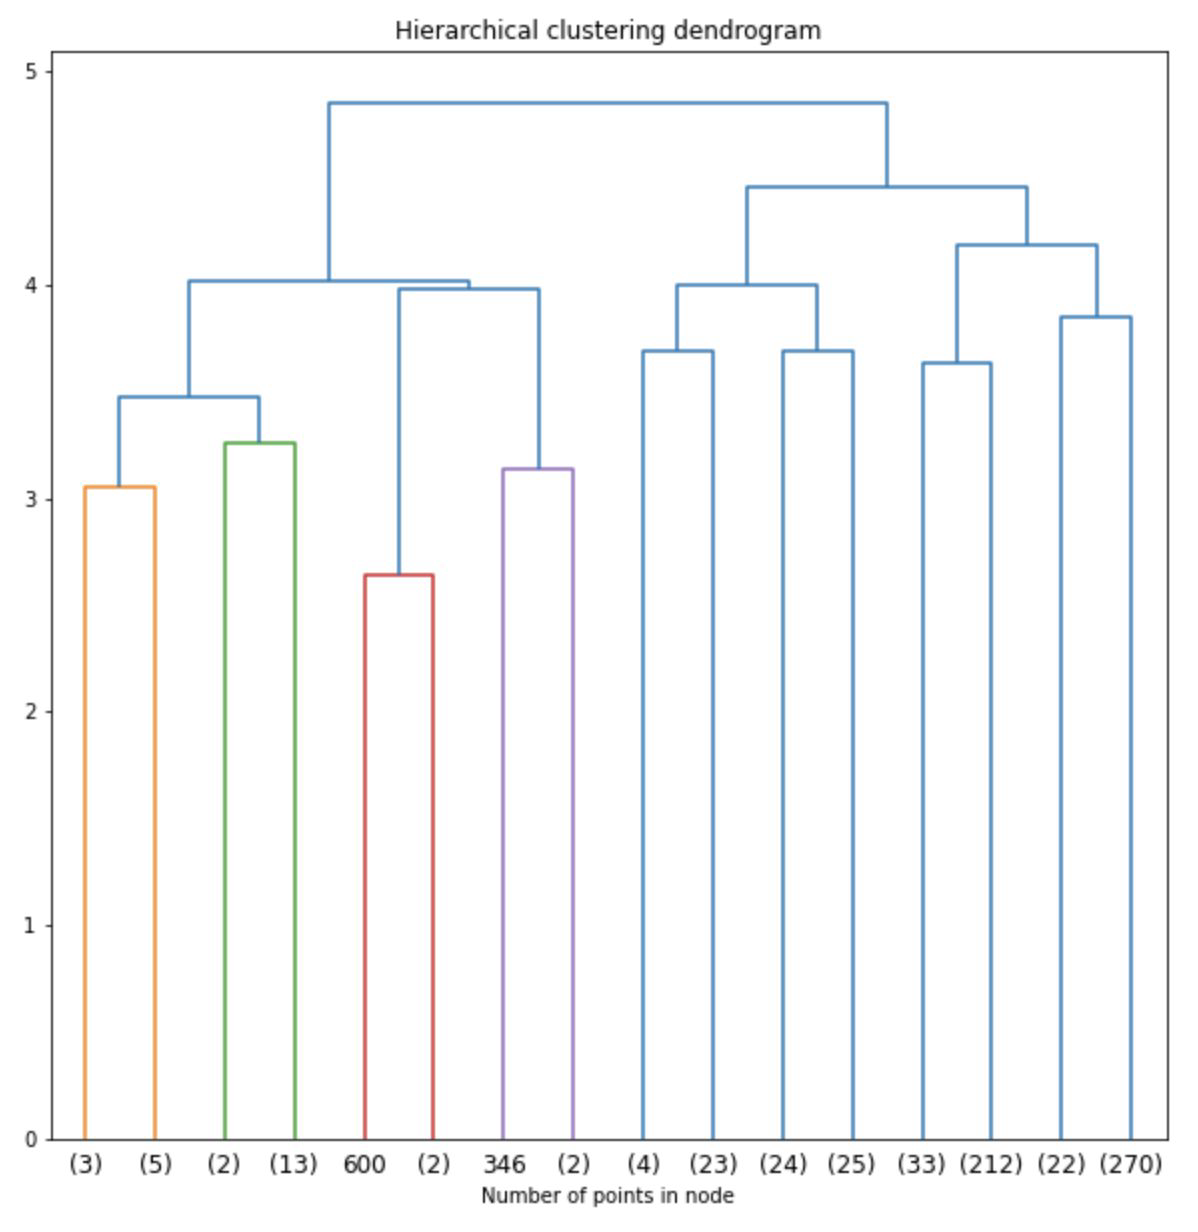 Hierarchical clustering dendrogram
5
4
3
2
1
0
(3) (5) (2) (13) 600 (2) 346 (2) (4) (23) (24) (25) (33) (212) (22) (270)
Number of points in node